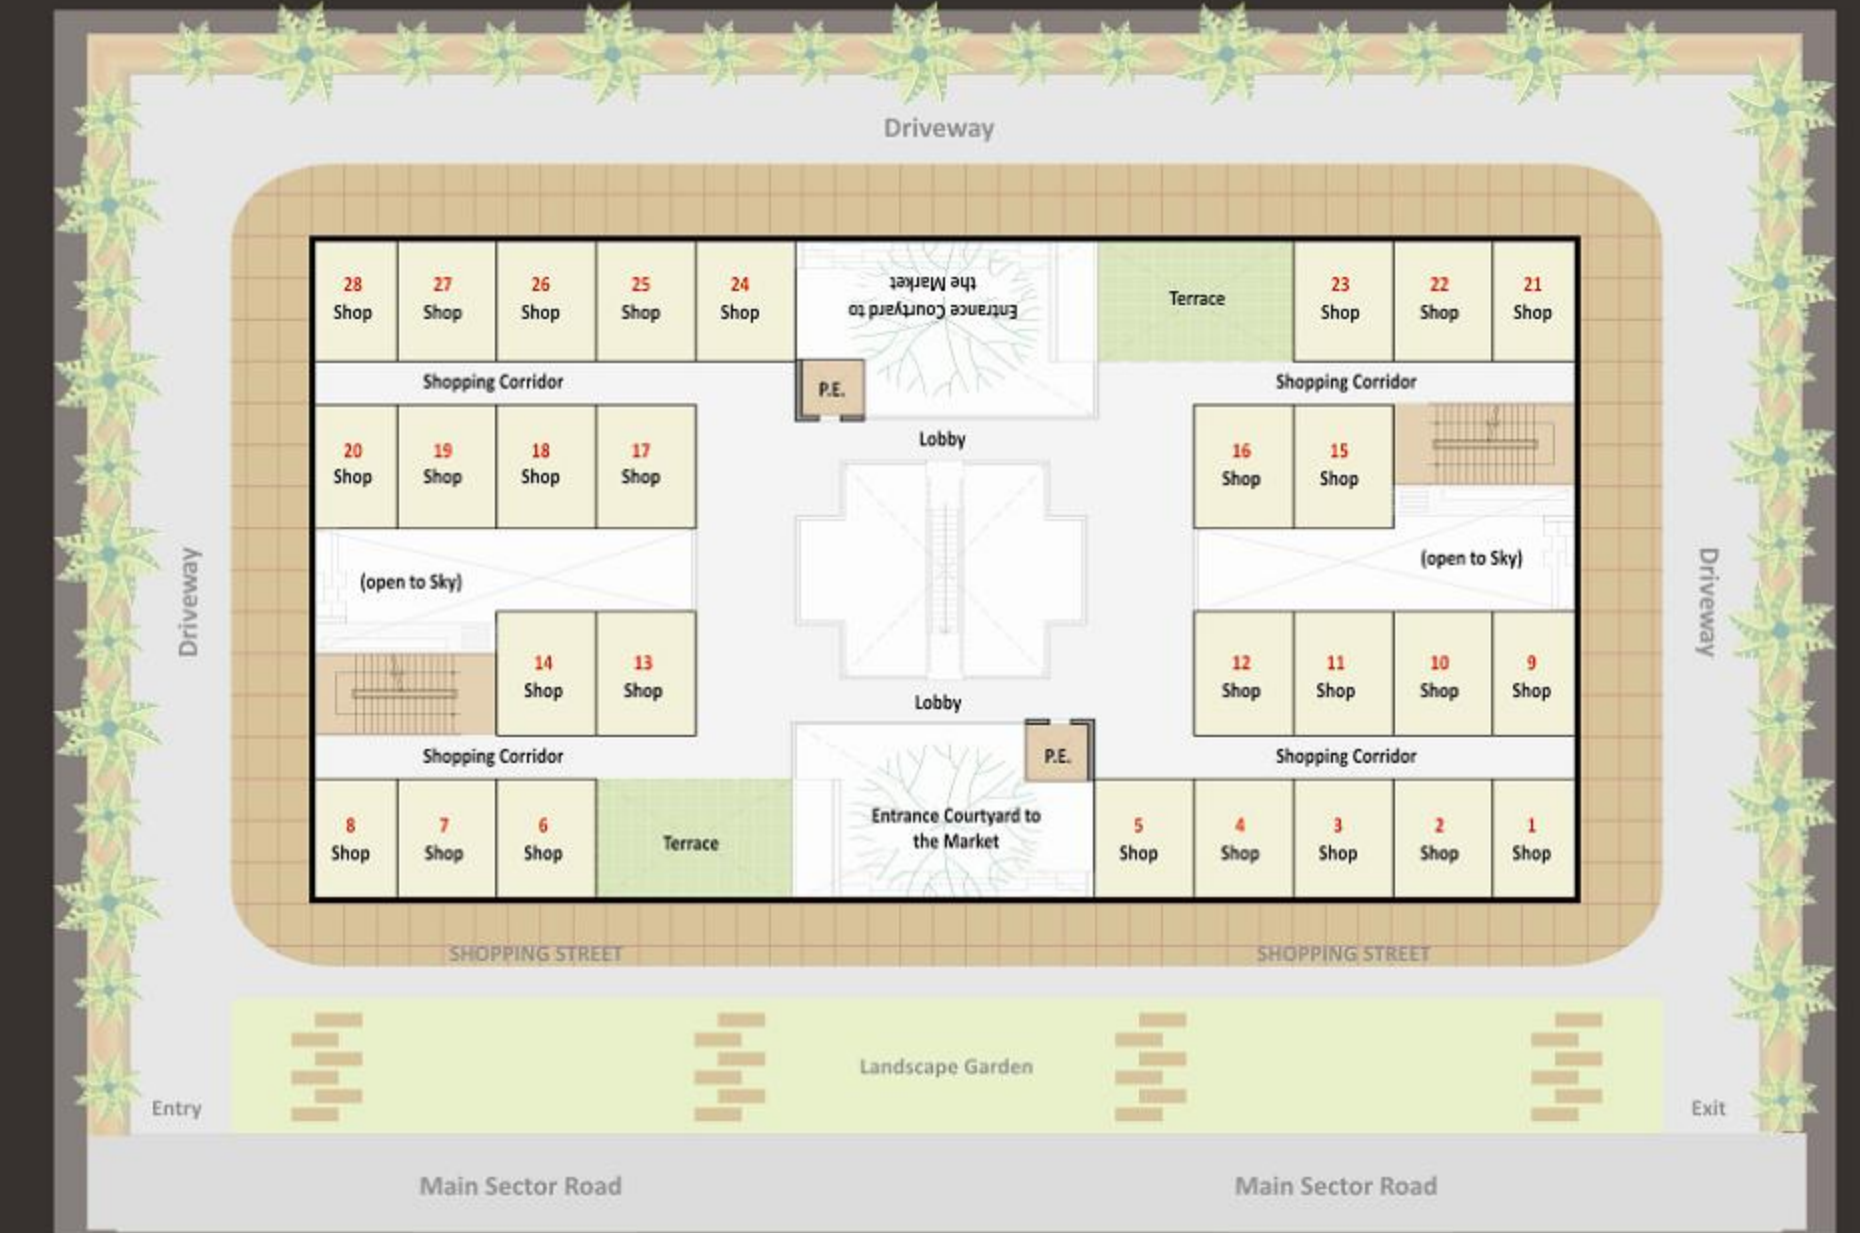 Driveway
28
Shop
27
Shop
26
Shop
25
Shop
24
Shop
Entrance Courtyard to
the Market
Terrace
23
Shop
22
Shop
21
Shop
Shopping Corridor
P.E.
Shopping Corridor
Lobby
20
Shop
19
Shop
18
Shop
17
Shop
16
Shop
15
Shop
Driveway
(open to Sky)
(open to Sky)
Driveway
14
Shop
13
Shop
Lobby
12
Shop
11
Shop
10
Shop
9
Shop
Shopping Corridor
P.E.
Shopping Corridor
8
Shop
7
Shop
6
Shop
Terrace
Entrance Courtyard to
the Market
5
Shop
4
Shop
3
Shop
2
Shop
1
Shop
SHOPPING STREET
SHOPPING STREET
Landscape Garden
Entry
Exit
Main Sector Road
Main Sector Road